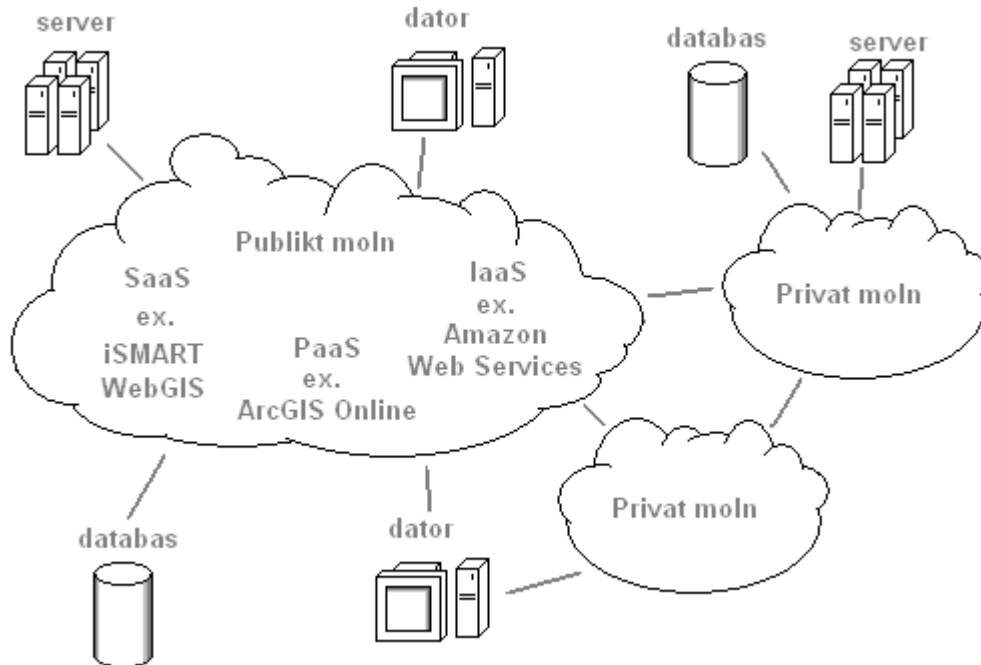 server
dator
databas
server
Publikt moln
SaaS
ex.
iSMART
WebGIS
PaaS
ex.
ArcGIS Online
IaaS
ex.
Amazon
Web Services
Privat moln
Privat moln
databas
dator